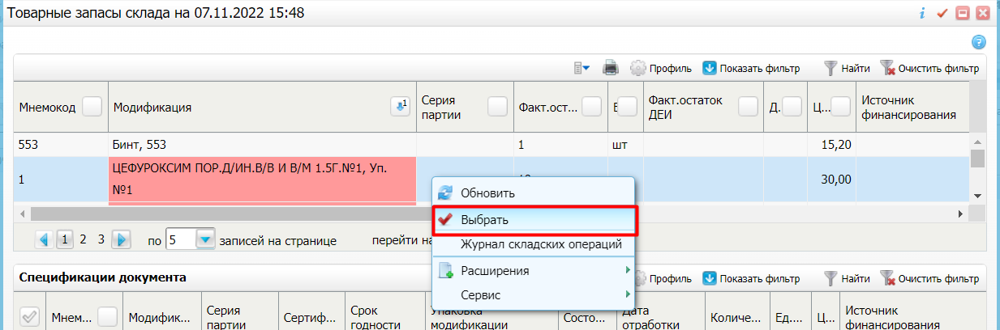 Товарные запасы склада на 07.11.2022 15:48
Профиль Показать фильтр Найти Очистить фильтр
Мнемокод Модификация 1 Серия партии Факт.ост... Е Факт.остаток ДЕИ Д. Ц... Источник финансирования
553 Бинт, 553 1 шт 15,20
1 ЦЕФУРОКСИМ ПОР.Д/ИН.В/В И В/М 1.5Г.№1, Уп. 30,00
№1
Обновить
Выбрать
1 2 3 по 5 записей на странице перейти на
Журнал складских операций
Расширения
Сервис
Спецификации документа Профиль Показать фильтр Найти Очистить фильтр
Мнем... Модифик... Серия партии Сертиф... Срок годности Упаковка модификации Состо... Дата отработки Количе... Ед.... Ц... Источник финансирования